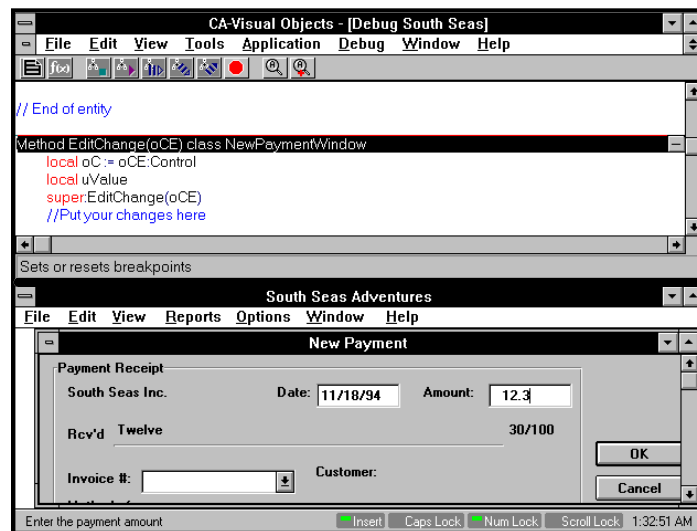 CA-Visual Objects - [Debug South Seas]
File Edit View Tools Application Debug Window Help
f(x)
// End of entity
Method EditChange(oCE) class NewPaymentWindow
local oC := oCE:Control
local uValue
super:EditChange(oCE)
//Put your changes here
Sets or resets breakpoints
South Seas Adventures
File Edit View Reports Options Window Help
New Payment
Payment Receipt
South Seas Inc. Date: 11/18/94 Amount: 12.3
Rcv'd Twelve 30/100
OK
Invoice #: Customer:
Cancel
Enter the payment amount Insert Caps Lock Num Lock Scroll Lock 1:32:51 AM